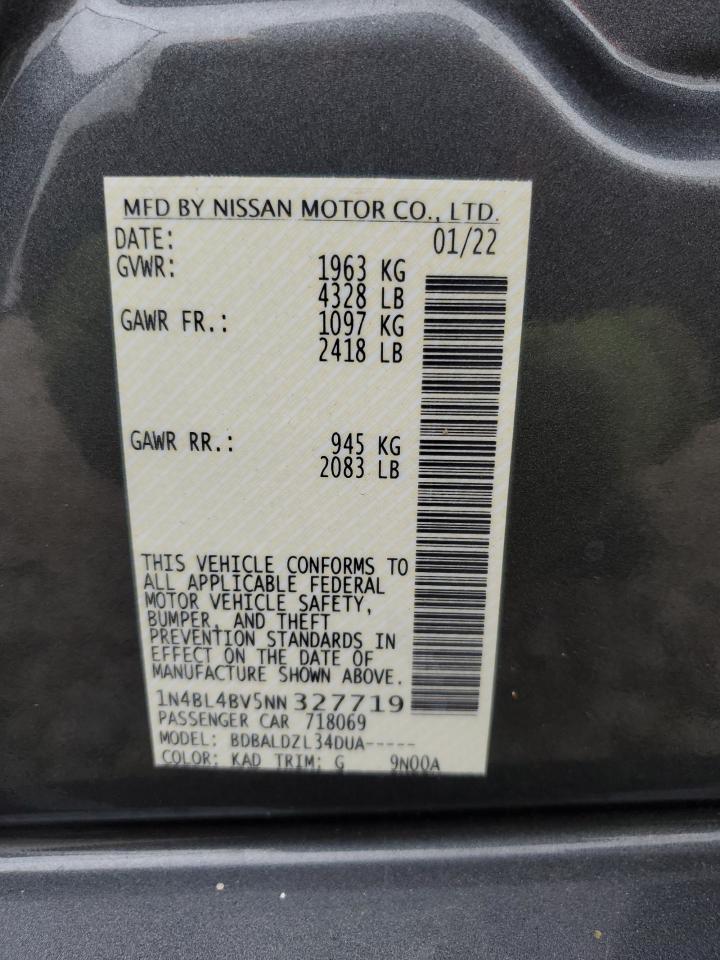 MFD BY NISSAN MOTOR CO., LTD.
DATE: 01/22
GVWR: 1963 KG
4328 LB
GAWR FR.: 1097 KG
2418 LB
GAWR RR.: 945 KG
2083 LB
THIS VEHICLE CONFORMS TO
ALL APPLICABLE FEDERAL
MOTOR VEHICLE SAFETY,
BUMPER, AND THEFT
PREVENTION STANDARDS IN
EFFECT ON THE DATE OF
MANUFACTURE SHOWN ABOVE.
1N4BL4BV5NN327719
PASSENGER CAR 718069
MODEL: BDBALDZL34DUA-----
COLOR: KAD TRIM: G 9N00A